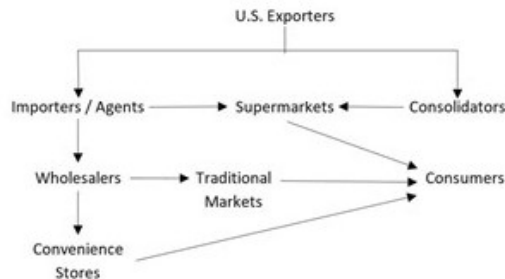 U.S. Exporters
Importers / Agents
Supermarkets
Consolidators
Wholesalers
Traditional
Markets
Consumers
Convenience
Stores